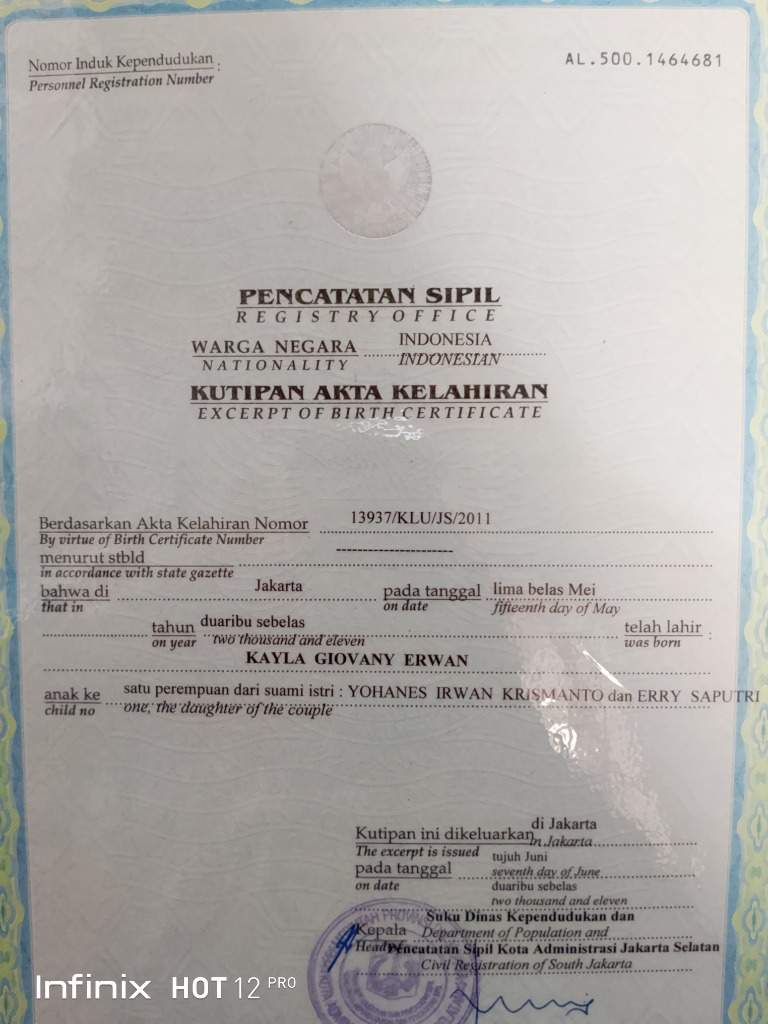 Nomor Induk Kependudukan :
Personnel Registration Number
AL.500.1464681
PENCATATAN SIPIL
REGISTRY OFFICE
WARGA NEGARA INDONESIA
NATIONALITY INDONESIAN
KUTIPAN AKTA KELAHIRAN
EXCERPT OF BIRTH CERTIFICATE
Berdasarkan Akta Kelahiran Nomor 13937/KLU/JS/2011
By virtue of Birth Certificate Number
menurut stbld ----------------------
in accordance with state gazette
bahwa di Jakarta pada tanggal lima belas Mei
that in on date fifteenth day of May
tahun duaribu sebelas telah lahir :
on year two thousand and eleven was born
KAYLA GIOVANY ERWAN
anak ke satu perempuan dari suami istri : YOHANES IRWAN KRISMANTO dan ERRY SAPUTRI
child no one, the daughter of the couple
Kutipan ini dikeluarkan di Jakarta
The excerpt is issued in Jakarta
pada tanggal tujuh Juni
on date seventh day of June
duaribu sebelas
two thousand and eleven
Kepala Suku Dinas Kependudukan dan
Head of Department of Population and
Pencatatan Sipil Kota Administrasi Jakarta Selatan
Civil Registration of South Jakarta
Infinix HOT 12 PRO